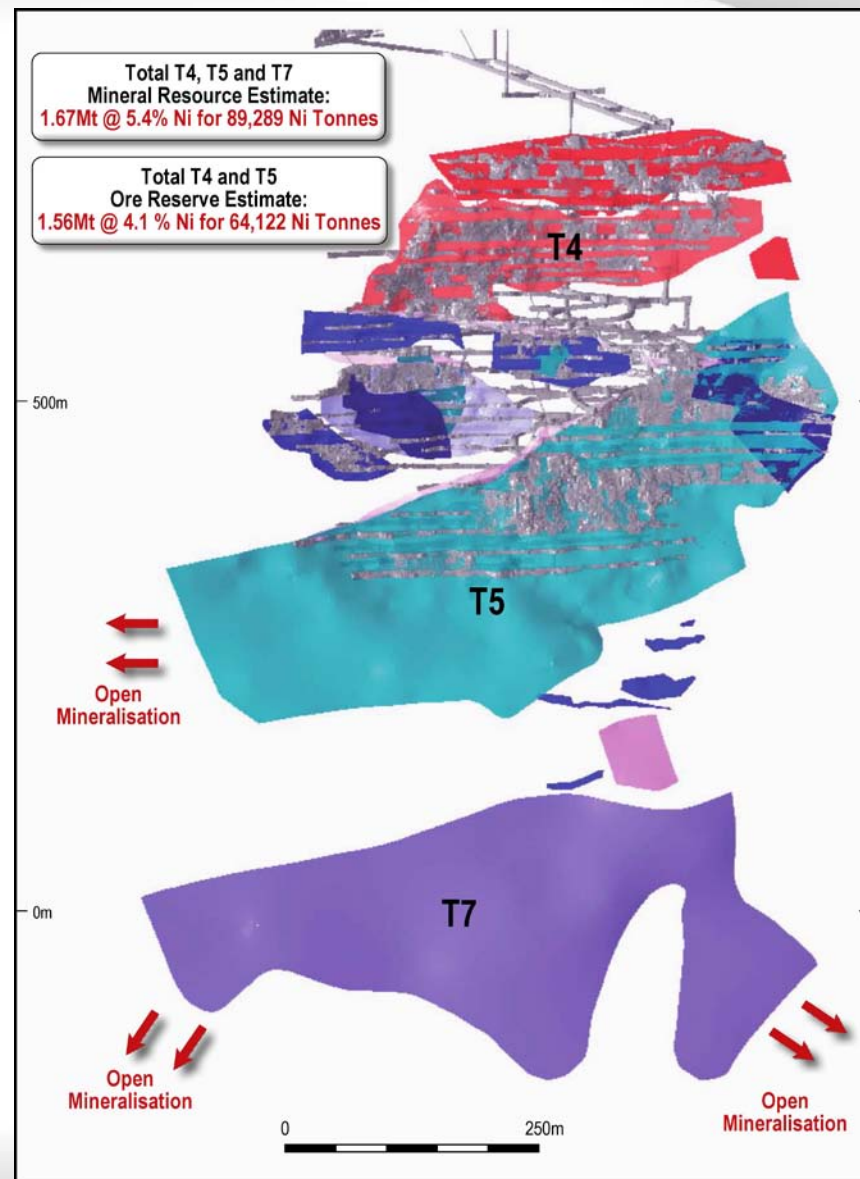 Total T4, T5 and T7
Mineral Resource Estimate:
1.67Mt @ 5.4% Ni for 89,289 Ni Tonnes
Total T4 and T5
Ore Reserve Estimate:
1.56Mt @ 4.1 % Ni for 64,122 Ni Tonnes
T4
500m
T5
Open
Mineralisation
0m
T7
Open
Mineralisation
Open
Mineralisation
0
250m